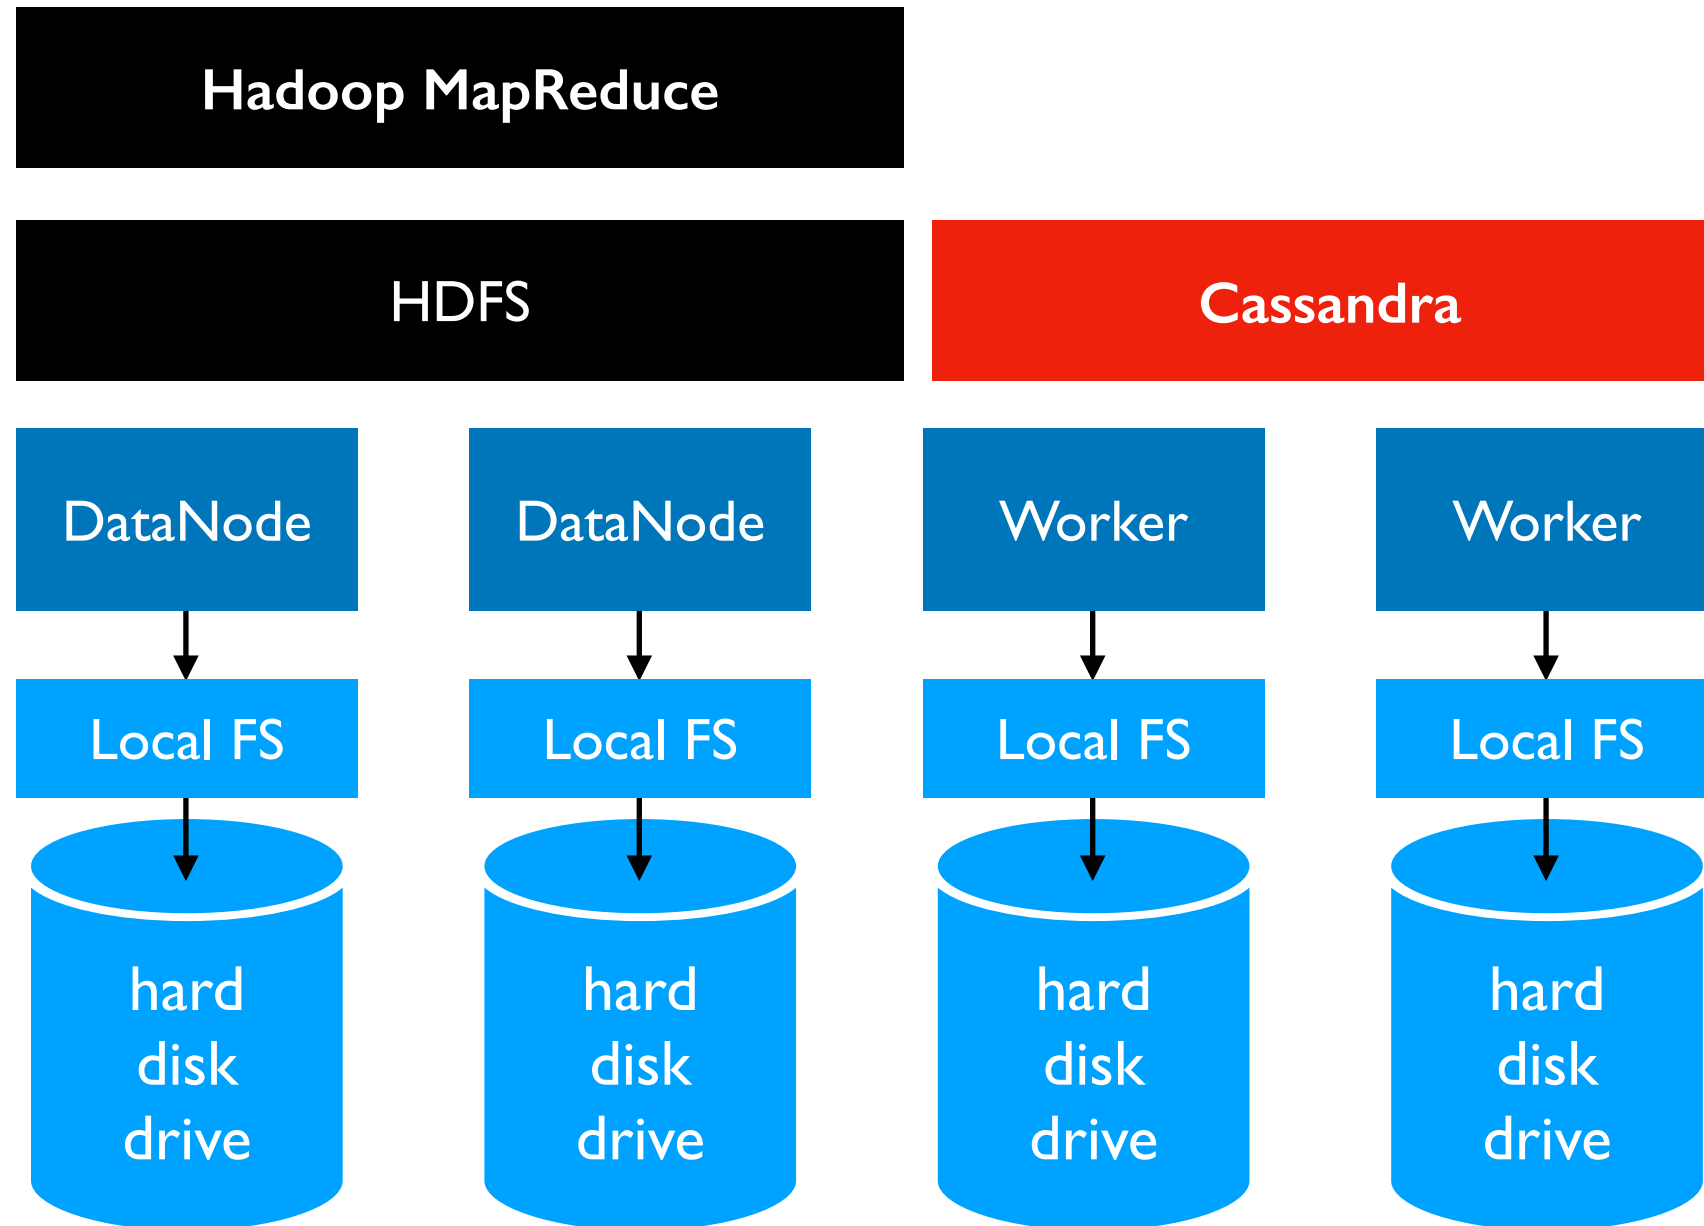 Hadoop MapReduce
HDFS
Cassandra
DataNode
DataNode
Worker
Worker
Local FS
Local FS
Local FS
Local FS
hard
disk
drive
hard
disk
drive
hard
disk
drive
hard
disk
drive